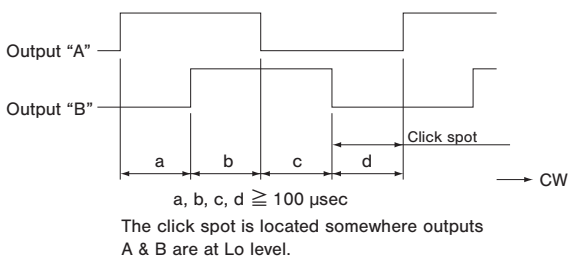 Output “A”
Output “B”
Click spot
a b c d
CW
a, b, c, d ≧ 100 μsec
The click spot is located somewhere outputs
A & B are at Lo level.